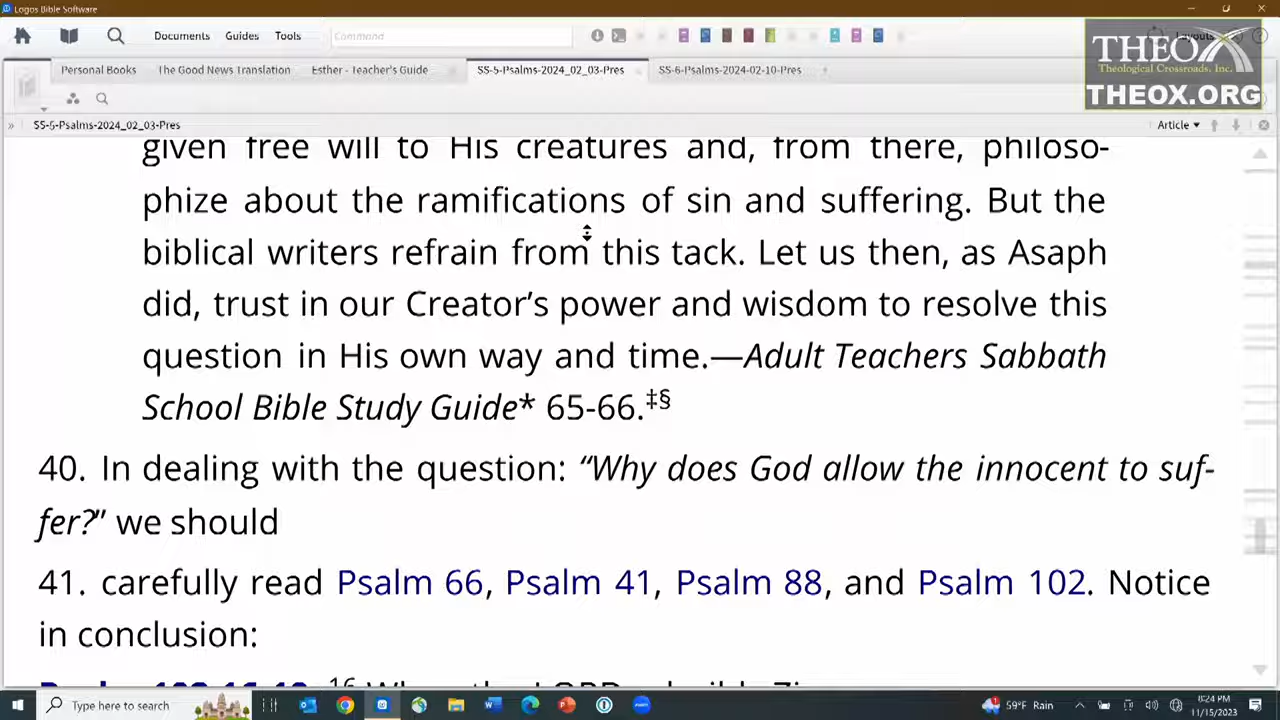 Logos Bible Software
Documents Guides Tools Command Layouts
THEOX
Theological Crossroads, Inc.
THEOX.ORG
Personal Books The Good News Translation Esther - Teacher's Guide SS-5-Psalms-2024_02_03-Pres SS-6-Psalms-2024-02-10-Pres +
» SS-5-Psalms-2024_02_03-Pres Article
given free will to His creatures and, from there, philoso-
phize about the ramifications of sin and suffering. But the
biblical writers refrain from this tack. Let us then, as Asaph
did, trust in our Creator’s power and wisdom to resolve this
question in His own way and time.—Adult Teachers Sabbath
School Bible Study Guide* 65-66.‡§
40. In dealing with the question: “Why does God allow the innocent to suf-
fer?” we should
41. carefully read Psalm 66, Psalm 41, Psalm 88, and Psalm 102. Notice
in conclusion:
Type here to search 59°F Rain 8:24 PM
11/15/2023